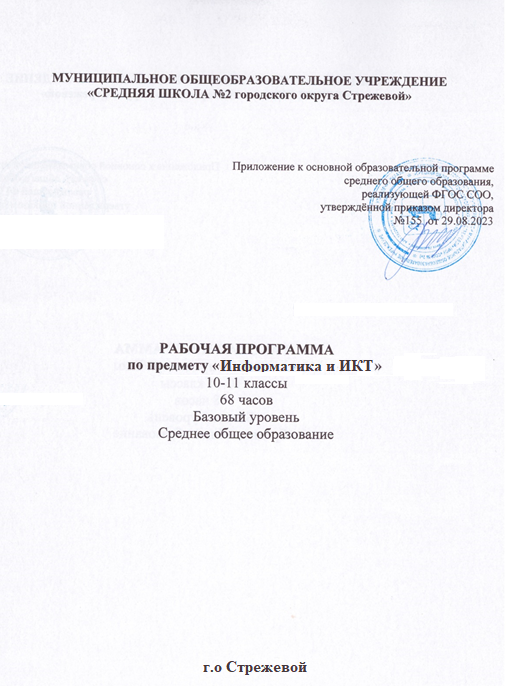 МУНИЦИПАЛЬНОЕ ОБЩЕОБРАЗОВАТЕЛЬНОЕ УЧРЕЖДЕНИЕ
«СРЕДНЯЯ ШКОЛА №2 городского округа Стрежевой»
Приложение к основной образовательной программе
среднего общего образования,
реализующей ФГОС СОО,
утверждённой приказом директора
№155 от 29.08.2023
РАБОЧАЯ ПРОГРАММА
по предмету «Информатика и ИКТ»
10-11 классы
68 часов
Базовый уровень
Среднее общее образование
г.о Стрежевой